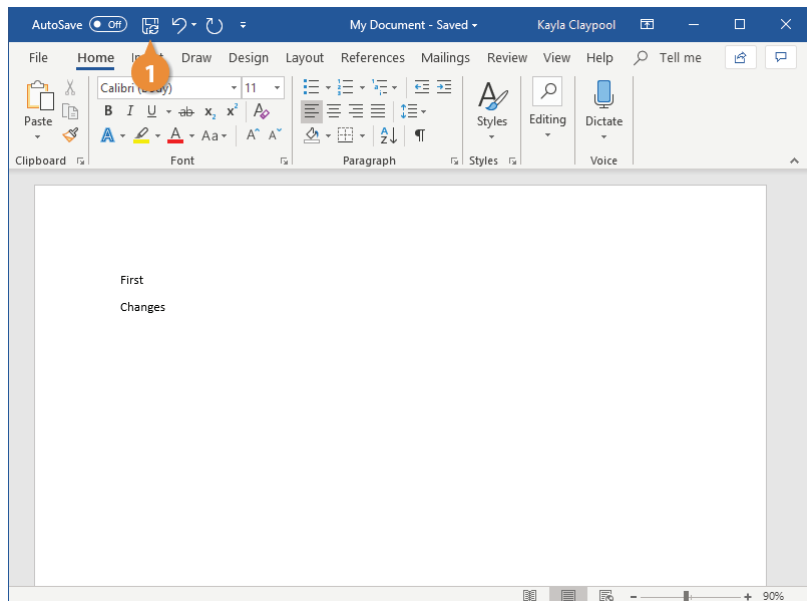 AutoSave Off My Document - Saved Kayla Claypool
File Home Draw Design Layout References Mailings Review View Help Tell me
1
Calibri 11
Paste B I U ab x₂ x² A Styles Editing Dictate
A A Aa A A A Z
Clipboard Font Paragraph Styles Voice
First
Changes
90%